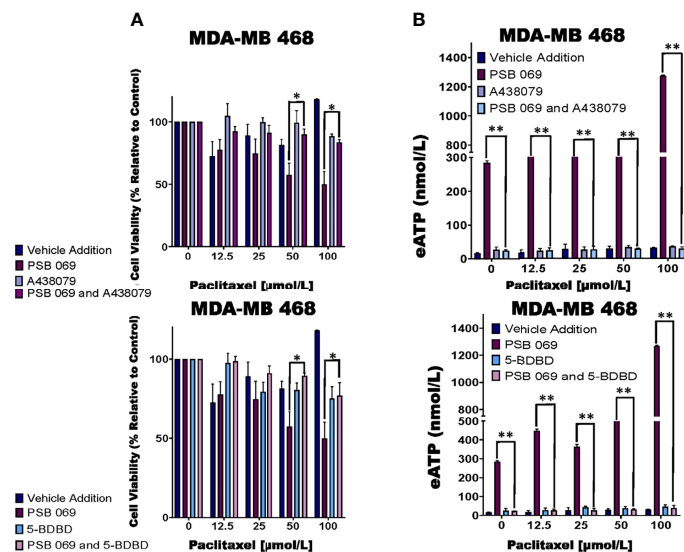 A
B
MDA-MB 468
Cell Viability (% Relative to Control)
100
50
0
* *
0 12.5 25 50 100
Paclitaxel [µmol/L]
Vehicle Addition
PSB 069
A438079
PSB 069 and A438079
MDA-MB 468
Vehicle Addition
PSB 069
A438079
PSB 069 and A438079
eATP (nmol/L)
1400
1200
1000
800
300
200
100
0
** ** ** ** **
0 12.5 25 50 100
Paclitaxel [µmol/L]
MDA-MB 468
Cell Viability (% Relative to Control)
100
50
0
* *
0 12.5 25 50 100
Paclitaxel [µmol/L]
Vehicle Addition
PSB 069
5-BDBD
PSB 069 and 5-BDBD
MDA-MB 468
Vehicle Addition
PSB 069
5-BDBD
PSB 069 and 5-BDBD
eATP (nmol/L)
1400
1200
1000
800
500
400
300
200
100
0
** ** ** ** **
0 12.5 25 50 100
Paclitaxel [µmol/L]